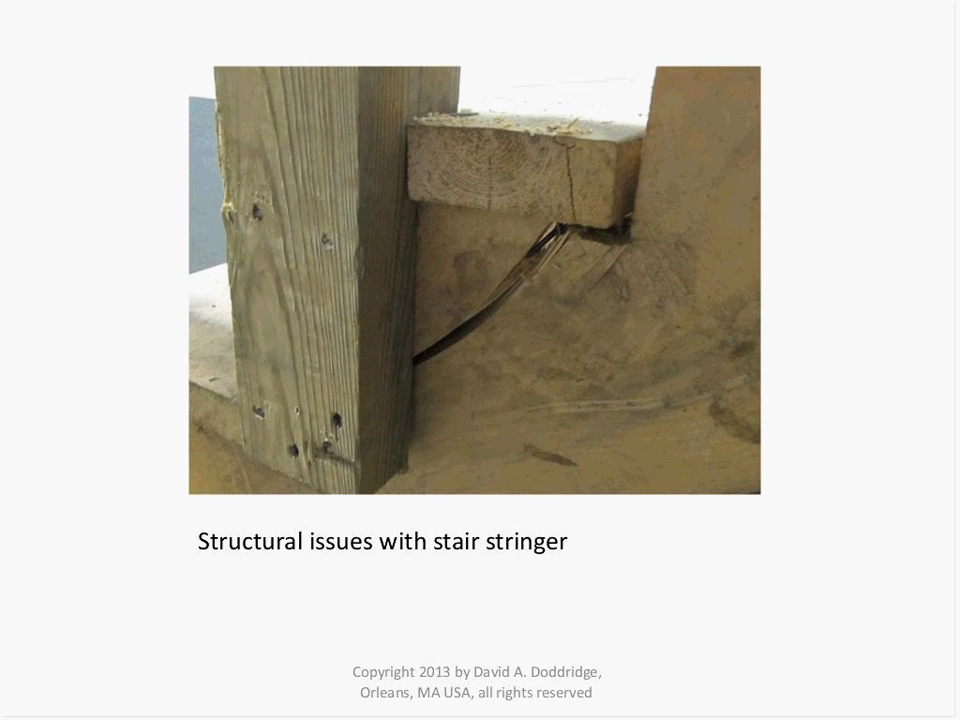 Structural issues with stair stringer
Copyright 2013 by David A. Doddridge,
Orleans, MA USA, all rights reserved